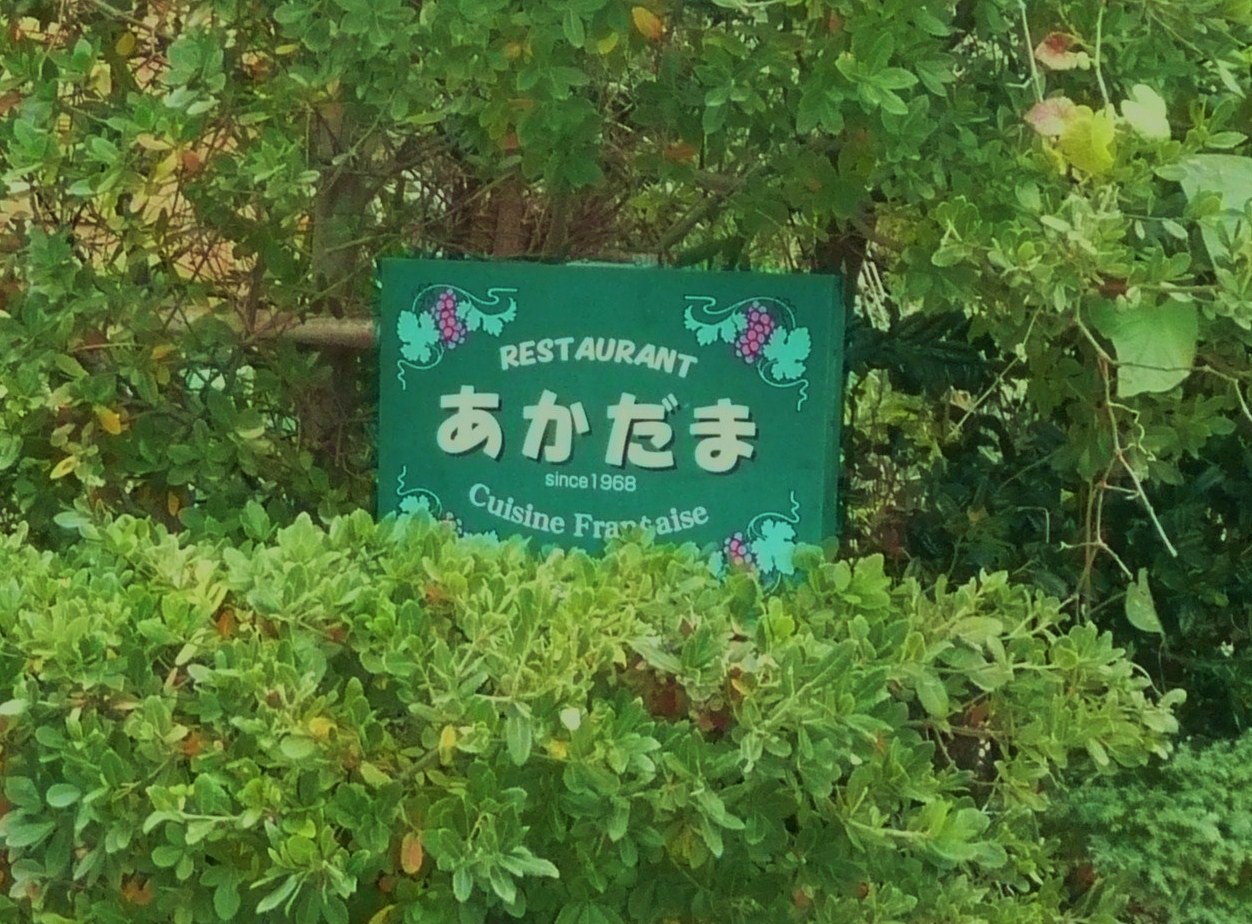 RESTAURANT
あかだま
since1968
Cuisine Française